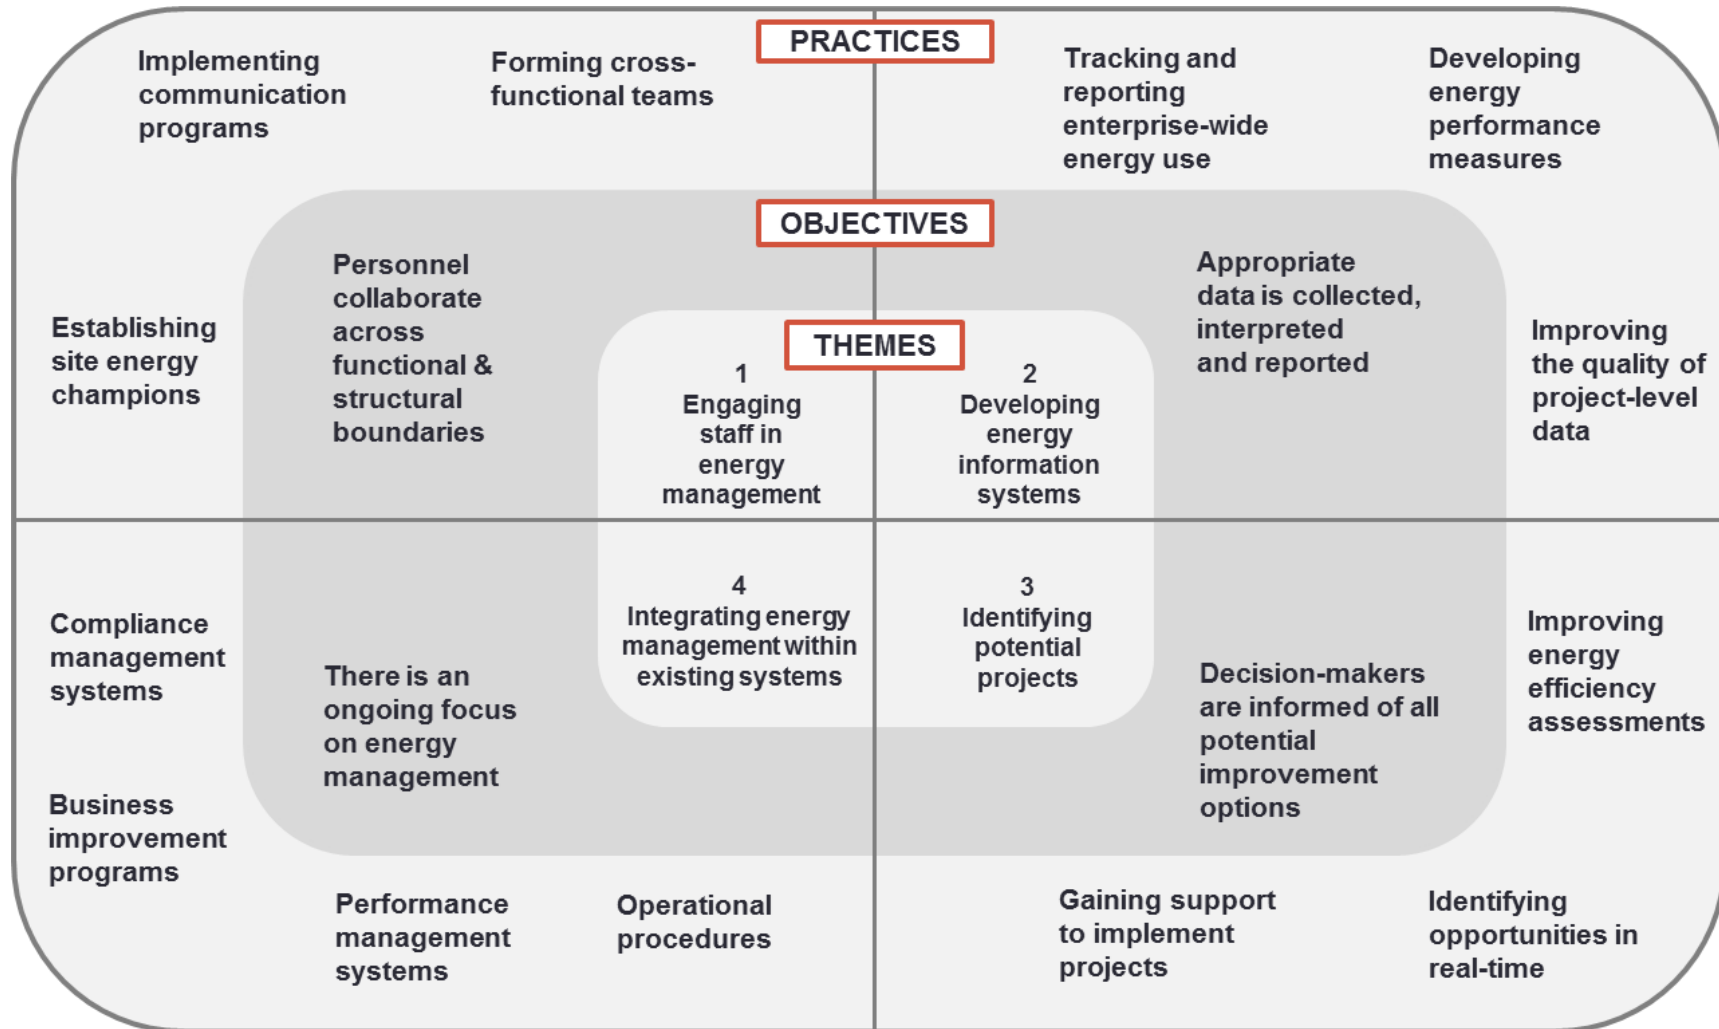 PRACTICES
Implementing
communication
programs
Forming cross-
functional teams
Tracking and
reporting
enterprise-wide
energy use
Developing
energy
performance
measures
OBJECTIVES
Personnel
collaborate
across
functional &
structural
boundaries
Appropriate
data is collected,
interpreted
and reported
Establishing
site energy
champions
THEMES
1
Engaging
staff in
energy
management
2
Developing
energy
information
systems
Improving
the quality of
project-level
data
Compliance
management
systems
There is an
ongoing focus
on energy
management
4
Integrating energy
management within
existing systems
3
Identifying
potential
projects
Decision-makers
are informed of all
potential
improvement
options
Improving
energy
efficiency
assessments
Business
improvement
programs
Performance
management
systems
Operational
procedures
Gaining support
to implement
projects
Identifying
opportunities in
real-time